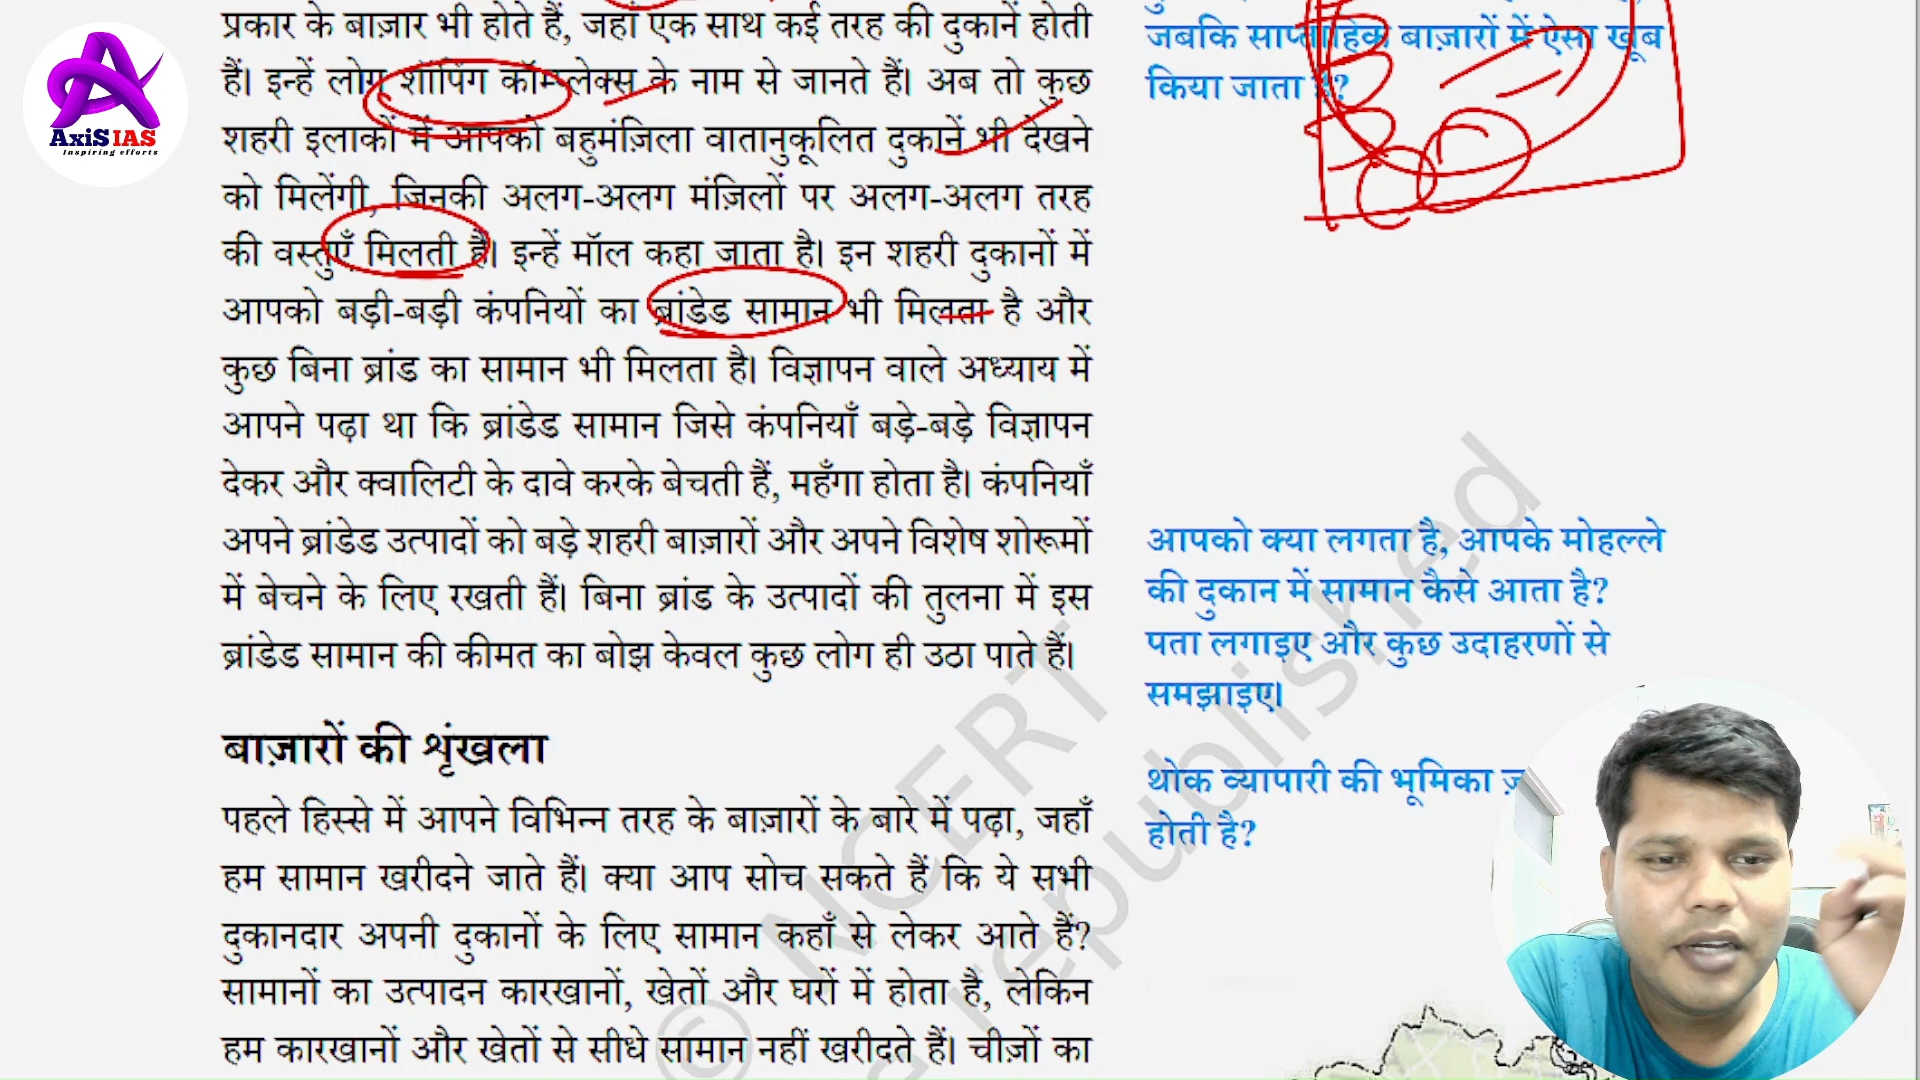 AxiS IAS
Inspiring efforts
प्रकार के बाज़ार भी होते हैं, जहाँ एक साथ कई तरह की दुकानें होती
हैं। इन्हें लोग शॉपिंग कॉम्प्लेक्स के नाम से जानते हैं। अब तो कुछ
शहरी इलाकों में आपको बहुमंज़िला वातानुकूलित दुकानें भी देखने
को मिलेंगी, जिनकी अलग-अलग मंज़िलों पर अलग-अलग तरह
की वस्तुएँ मिलती हैं। इन्हें मॉल कहा जाता है। इन शहरी दुकानों में
आपको बड़ी-बड़ी कंपनियों का ब्रांडेड सामान भी मिलता है और
कुछ बिना ब्रांड का सामान भी मिलता है। विज्ञापन वाले अध्याय में
आपने पढ़ा था कि ब्रांडेड सामान जिसे कंपनियाँ बड़े-बड़े विज्ञापन
देकर और क्वालिटी के दावे करके बेचती हैं, महँगा होता है। कंपनियाँ
अपने ब्रांडेड उत्पादों को बड़े शहरी बाज़ारों और अपने विशेष शोरूमों
में बेचने के लिए रखती हैं। बिना ब्रांड के उत्पादों की तुलना में इस
ब्रांडेड सामान की कीमत का बोझ केवल कुछ लोग ही उठा पाते हैं।
बाज़ारों की शृंखला
पहले हिस्से में आपने विभिन्न तरह के बाज़ारों के बारे में पढ़ा, जहाँ
हम सामान खरीदने जाते हैं। क्या आप सोच सकते हैं कि ये सभी
दुकानदार अपनी दुकानों के लिए सामान कहाँ से लेकर आते हैं?
सामानों का उत्पादन कारखानों, खेतों और घरों में होता है, लेकिन
हम कारखानों और खेतों से सीधे सामान नहीं खरीदते हैं। चीज़ों का
जबकि साप्ताहिक बाज़ारों में ऐसा खूब
किया जाता है?
आपको क्या लगता है, आपके मोहल्ले
की दुकान में सामान कैसे आता है?
पता लगाइए और कुछ उदाहरणों से
समझाइए।
थोक व्यापारी की भूमिका
होती है?
© NCERT
republished